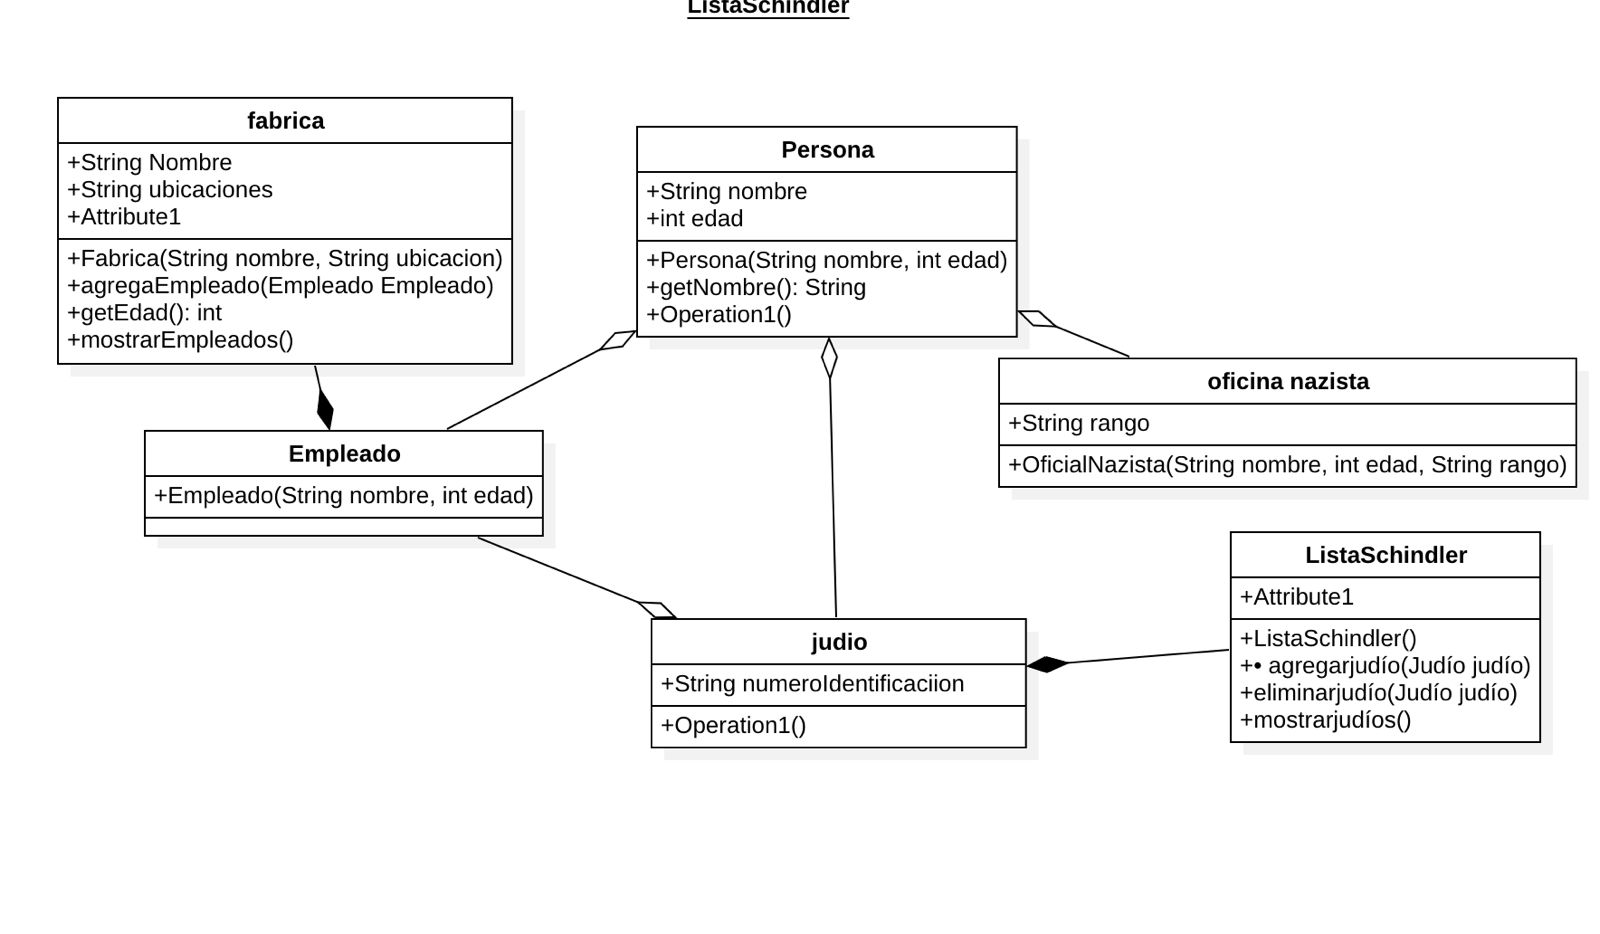 ListaSchindler
fabrica
+String Nombre
+String ubicaciones
+Attribute1
+Fabrica(String nombre, String ubicacion)
+agregaEmpleado(Empleado Empleado)
+getEdad(): int
+mostrarEmpleados()
Persona
+String nombre
+int edad
+Persona(String nombre, int edad)
+getNombre(): String
+Operation1()
oficina nazista
+String rango
+OficialNazista(String nombre, int edad, String rango)
Empleado
+Empleado(String nombre, int edad)
judio
+String numeroIdentificaciion
+Operation1()
ListaSchindler
+Attribute1
+ListaSchindler()
+• agregarjudío(Judío judío)
+eliminarjudío(Judío judío)
+mostrarjudíos()